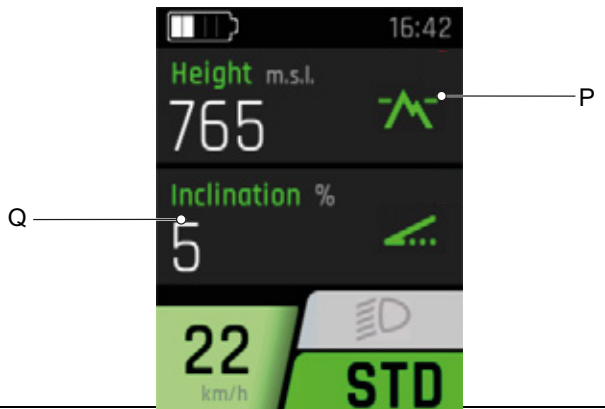 16:42
Height m.s.l.
765
P
Inclination %
Q
5
22
km/h
STD